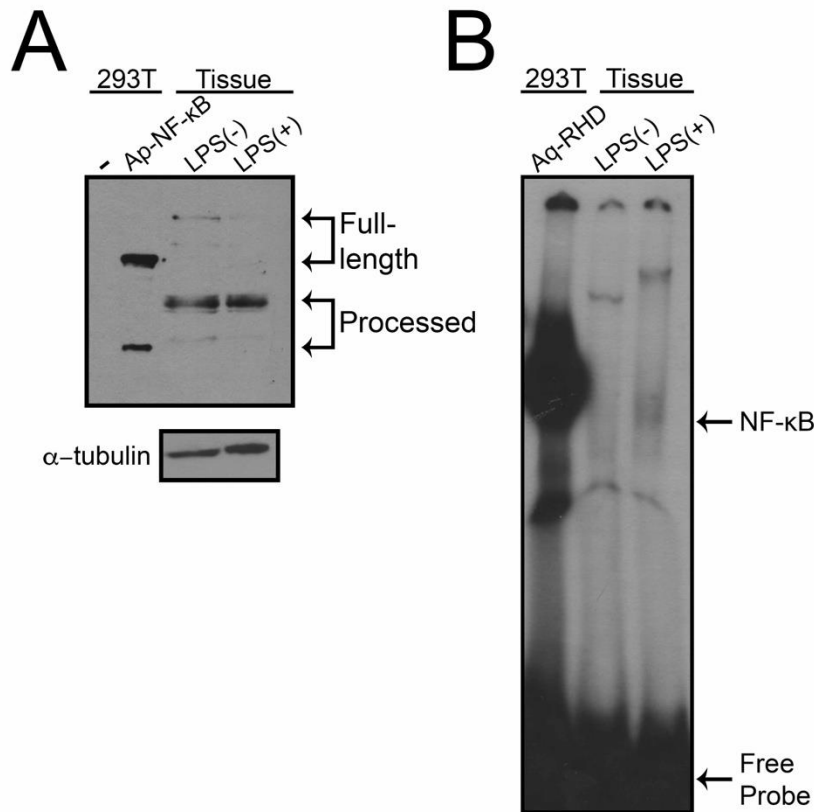 A
293T Tissue
- Ap-NF-κB LPS(-) LPS(+)
Full-
length
Processed
α-tubulin
B
293T Tissue
Aq-RHD LPS(-) LPS(+)
NF-κB
Free
Probe